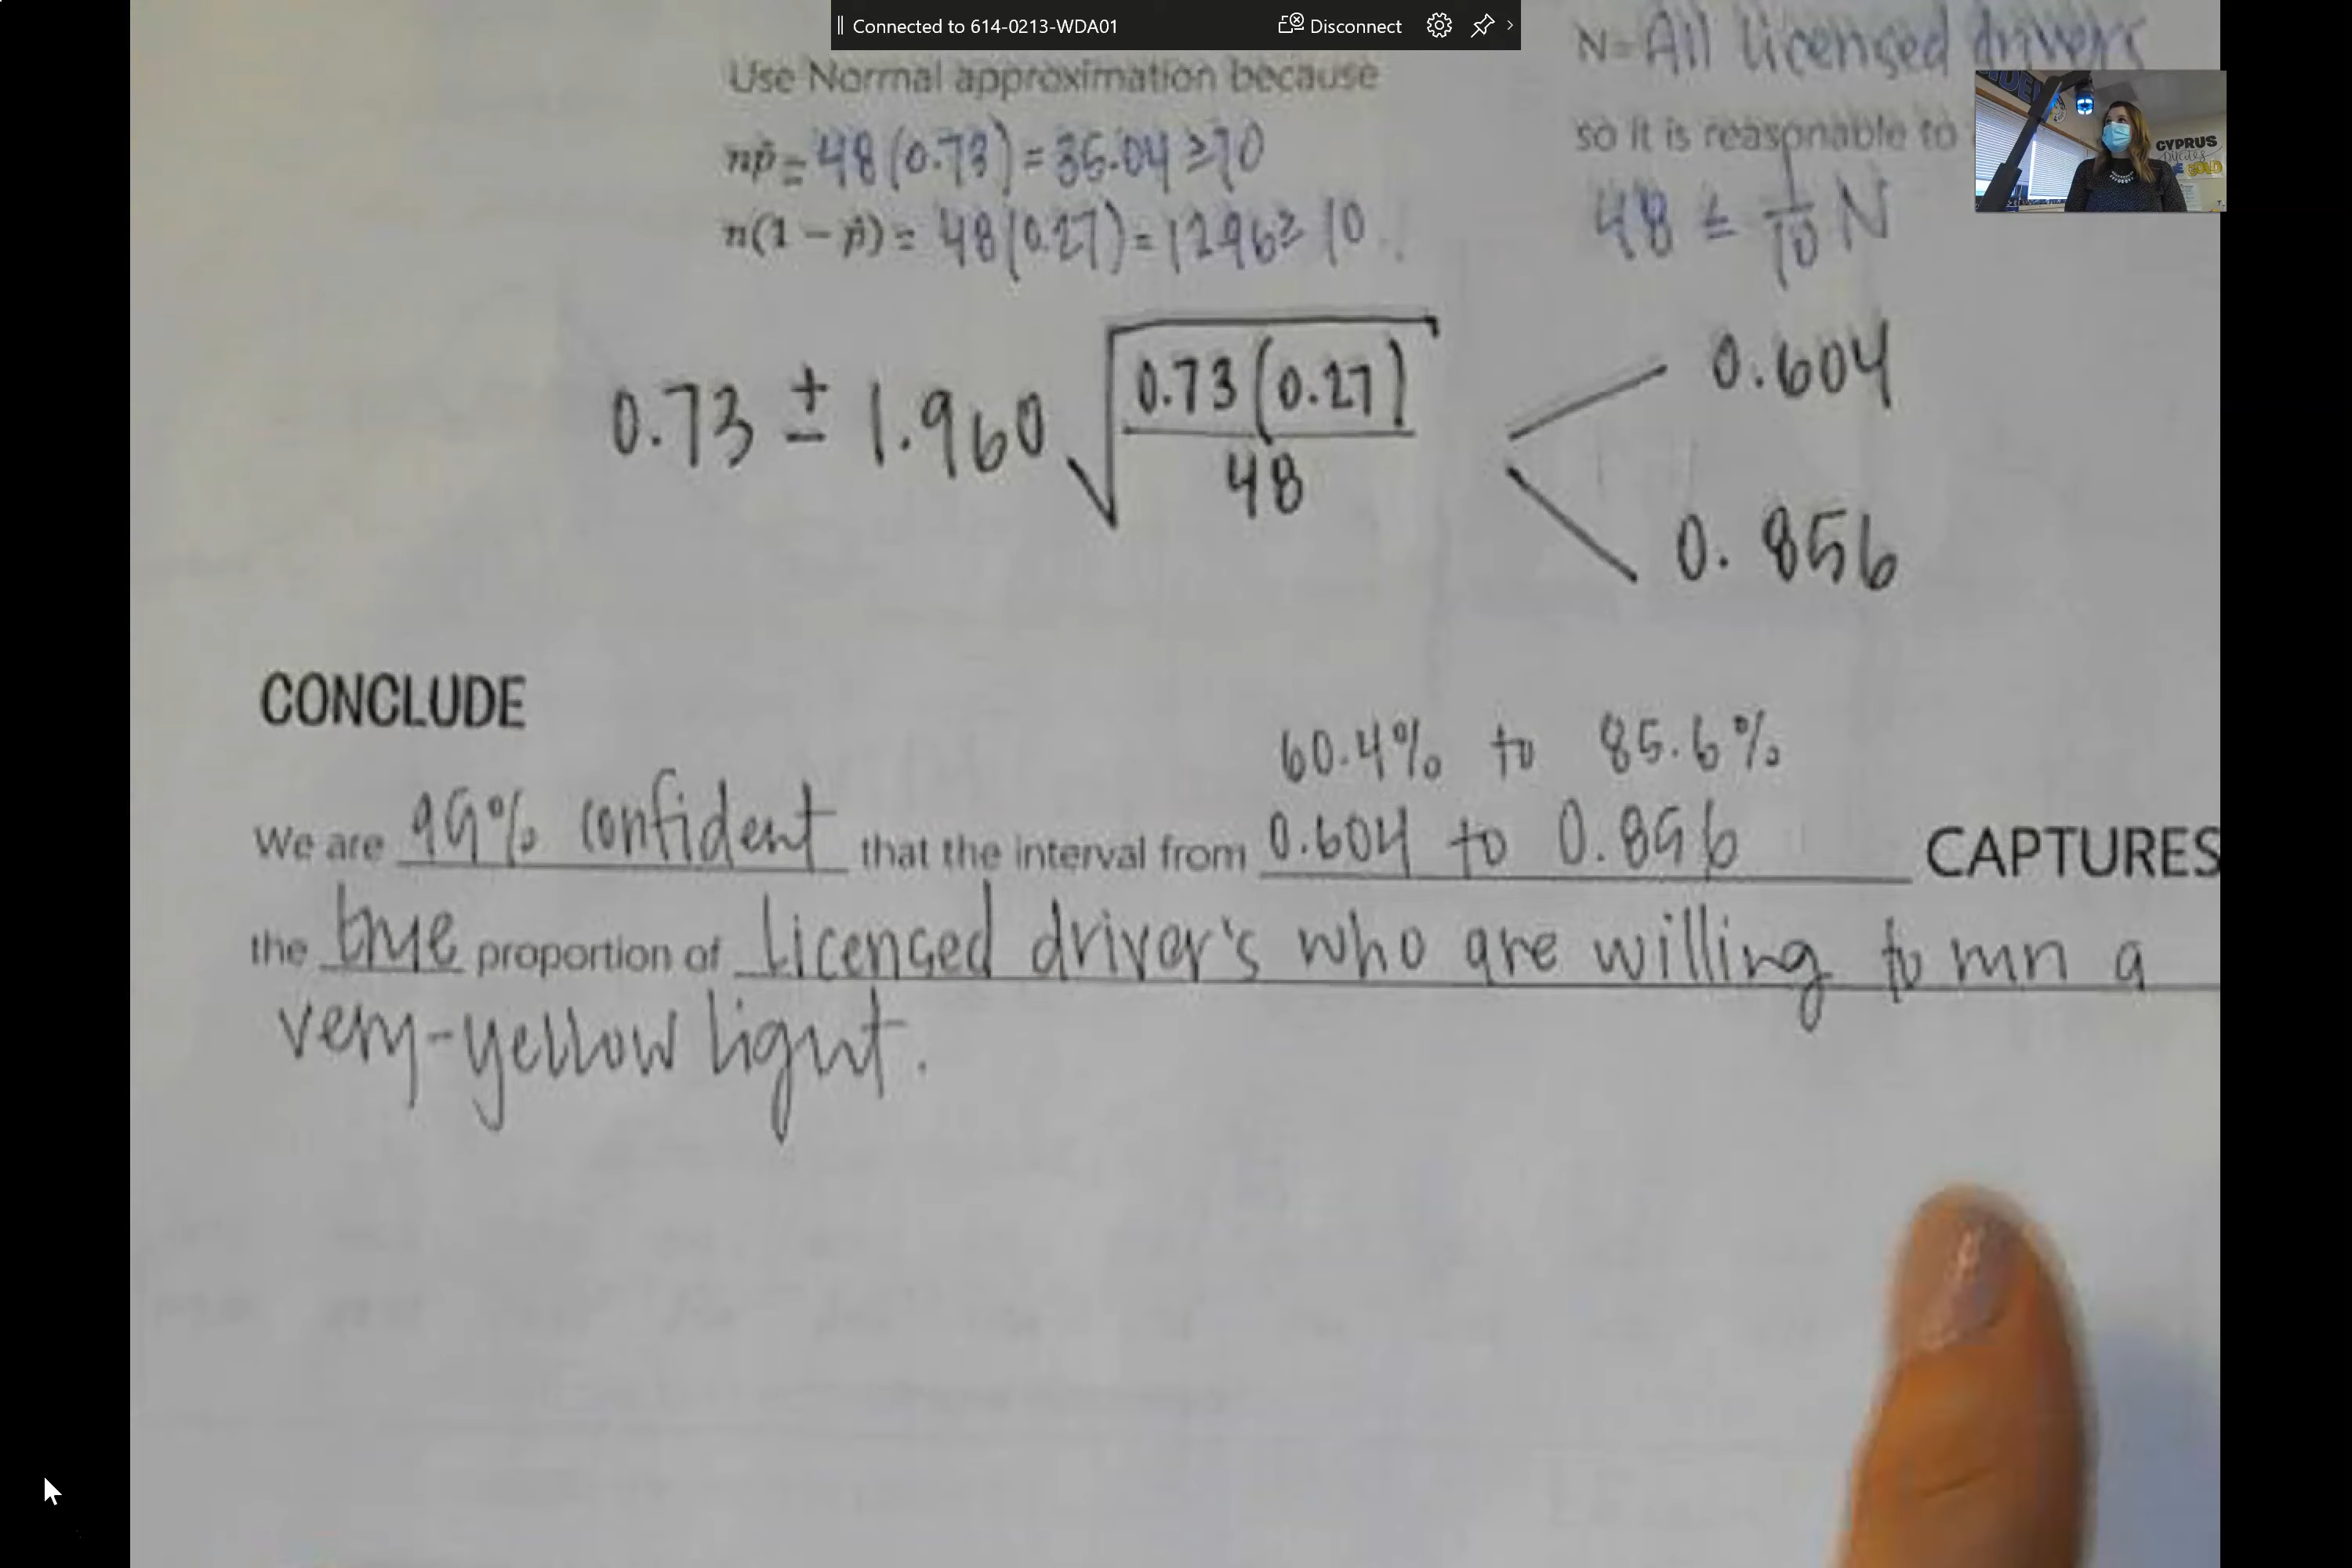 Connected to 614-0213-WDA01 Disconnect
N= All licensed drivers
Use Normal approximation because
so it is reasonable to
np̂ = 48(0.73) = 35.04 ≥ 10
n(1 − p̂) = 48(0.27) = 12.96 ≥ 10
48 ≤ 1/10 N
CYPRUS
0.73 ± 1.960 √(0.73(0.27)/48)
0.604
0.856
CONCLUDE
60.4% to 85.6%
We are 99% confident that the interval from 0.604 to 0.856 CAPTURES
the true proportion of licensed driver's who are willing to run a
very-yellow light.